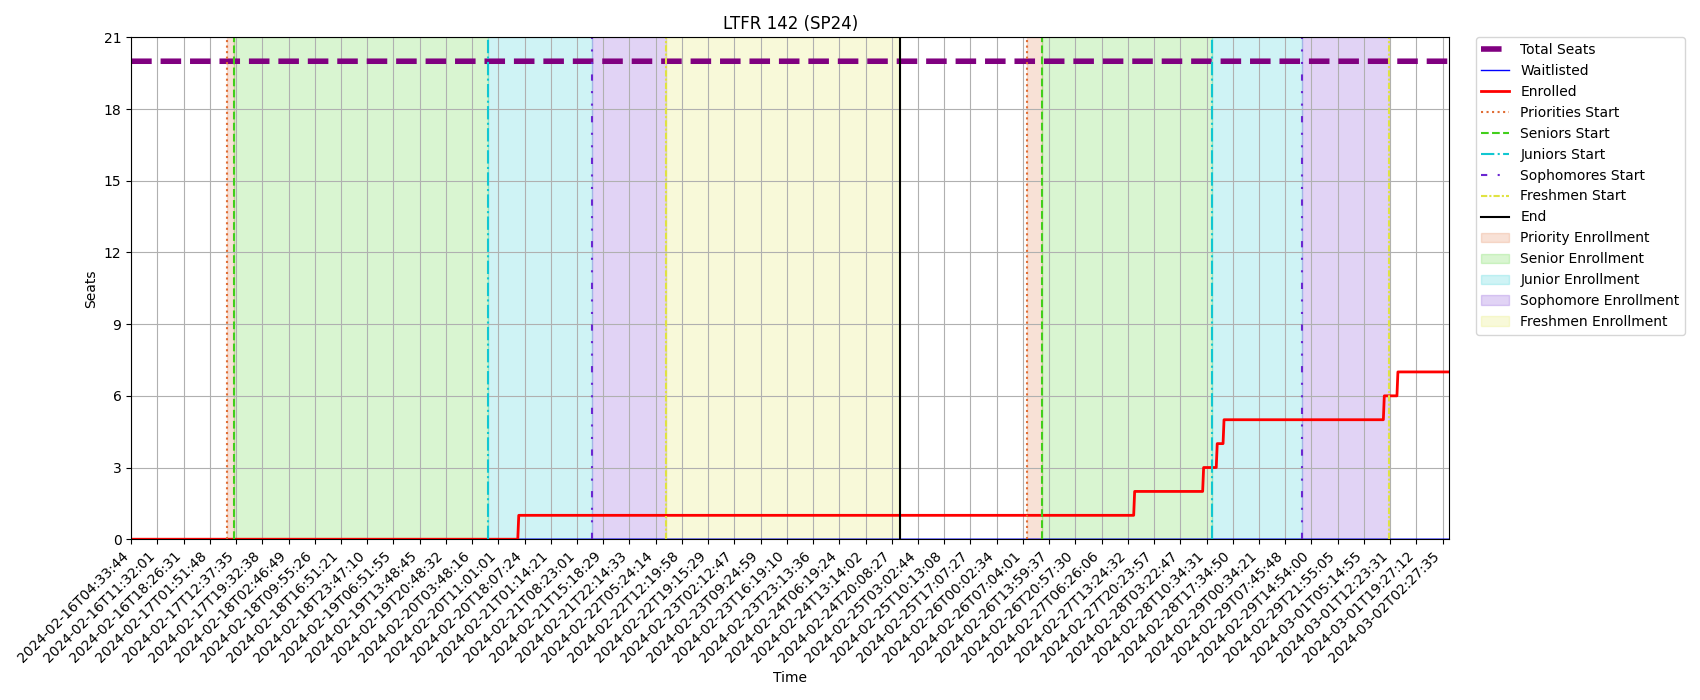 LTFR 142 (SP24)
Seats
21
18
15
12
9
6
3
0
2024-02-16T04:33:44
2024-02-16T11:32:01
2024-02-16T18:26:31
2024-02-17T01:51:48
2024-02-17T12:37:35
2024-02-17T19:32:38
2024-02-18T02:46:49
2024-02-18T09:55:26
2024-02-18T16:51:21
2024-02-18T23:47:10
2024-02-19T06:51:55
2024-02-19T13:48:45
2024-02-19T20:48:32
2024-02-20T03:48:16
2024-02-20T11:01:01
2024-02-20T18:07:24
2024-02-21T01:14:21
2024-02-21T08:23:01
2024-02-21T15:18:29
2024-02-21T22:14:33
2024-02-22T05:24:14
2024-02-22T12:19:58
2024-02-22T19:15:29
2024-02-23T02:12:47
2024-02-23T09:24:59
2024-02-23T16:19:10
2024-02-23T23:13:36
2024-02-24T06:19:24
2024-02-24T13:14:02
2024-02-24T20:08:27
2024-02-25T03:02:44
2024-02-25T10:13:08
2024-02-25T17:07:27
2024-02-26T00:02:34
2024-02-26T07:04:01
2024-02-26T13:59:37
2024-02-26T20:57:30
2024-02-27T06:26:06
2024-02-27T13:24:32
2024-02-27T20:23:57
2024-02-28T03:22:47
2024-02-28T10:34:31
2024-02-28T17:34:50
2024-02-29T00:34:21
2024-02-29T07:45:48
2024-02-29T14:54:00
2024-02-29T21:55:05
2024-03-01T05:14:55
2024-03-01T12:23:31
2024-03-01T19:27:12
2024-03-02T02:27:35
Time
Total Seats
Waitlisted
Enrolled
Priorities Start
Seniors Start
Juniors Start
Sophomores Start
Freshmen Start
End
Priority Enrollment
Senior Enrollment
Junior Enrollment
Sophomore Enrollment
Freshmen Enrollment